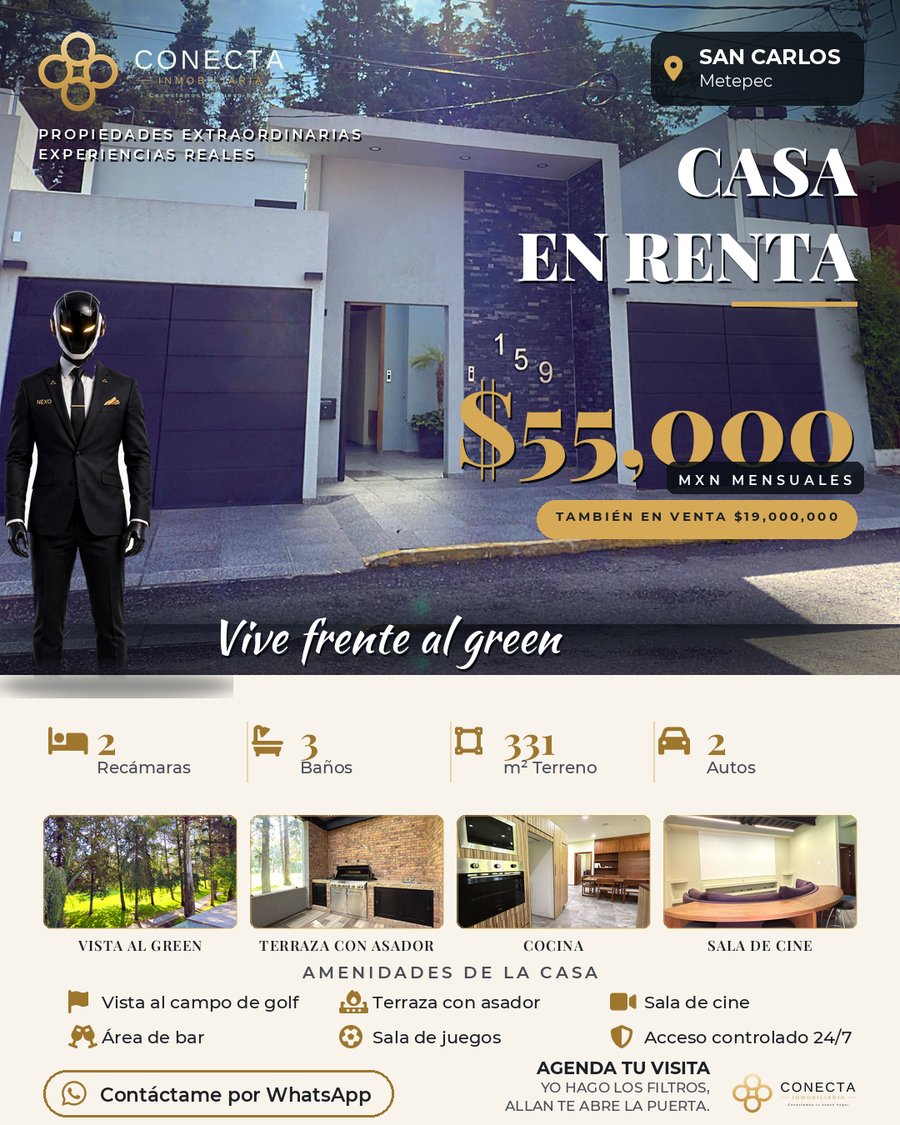 CONECTA
INMOBILIARIA
PROPIEDADES EXTRAORDINARIAS
EXPERIENCIAS REALES
SAN CARLOS
Metepec
CASA
EN RENTA
159
NEXO
$55,000
MXN MENSUALES
TAMBIÉN EN VENTA $19,000,000
Vive frente al green
2
Recámaras
3
Baños
331
m² Terreno
2
Autos
VISTA AL GREEN
TERRAZA CON ASADOR
COCINA
SALA DE CINE
AMENIDADES DE LA CASA
Vista al campo de golf
Terraza con asador
Sala de cine
Área de bar
Sala de juegos
Acceso controlado 24/7
Contáctame por WhatsApp
AGENDA TU VISITA
YO HAGO LOS FILTROS,
ALLAN TE ABRE LA PUERTA.
CONECTA
INMOBILIARIA